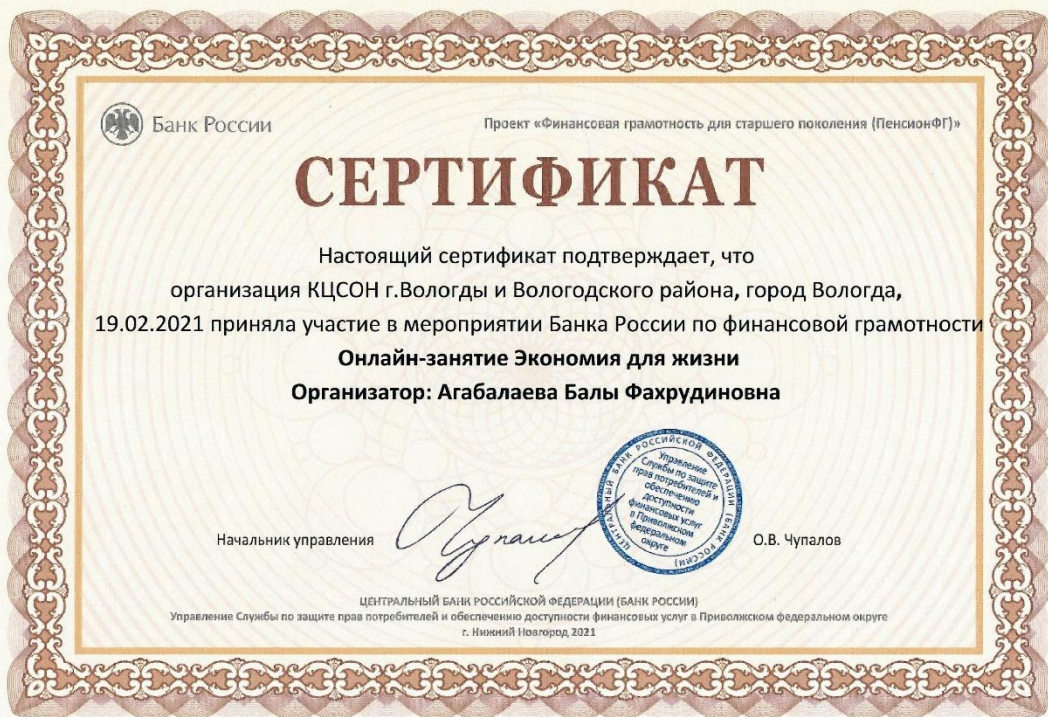 Банк России
Проект «Финансовая грамотность для старшего поколения (ПенсионФГ)»
СЕРТИФИКАТ
Настоящий сертификат подтверждает, что
организация КЦСОН г.Вологды и Вологодского района, город Вологда,
19.02.2021 приняла участие в мероприятии Банка России по финансовой грамотности
Онлайн-занятие Экономия для жизни
Организатор: Агабалаева Балы Фахрудиновна
Начальник управления
О.В. Чупалов
ЦЕНТРАЛЬНЫЙ БАНК РОССИЙСКОЙ ФЕДЕРАЦИИ (БАНК РОССИИ)
Управление
Службы по защите
прав потребителей и
обеспечению
доступности
финансовых услуг
в Приволжском
федеральном
округе
ЦЕНТРАЛЬНЫЙ БАНК РОССИЙСКОЙ ФЕДЕРАЦИИ (БАНК РОССИИ)
Управление Службы по защите прав потребителей и обеспечению доступности финансовых услуг в Приволжском федеральном округе
г. Нижний Новгород 2021